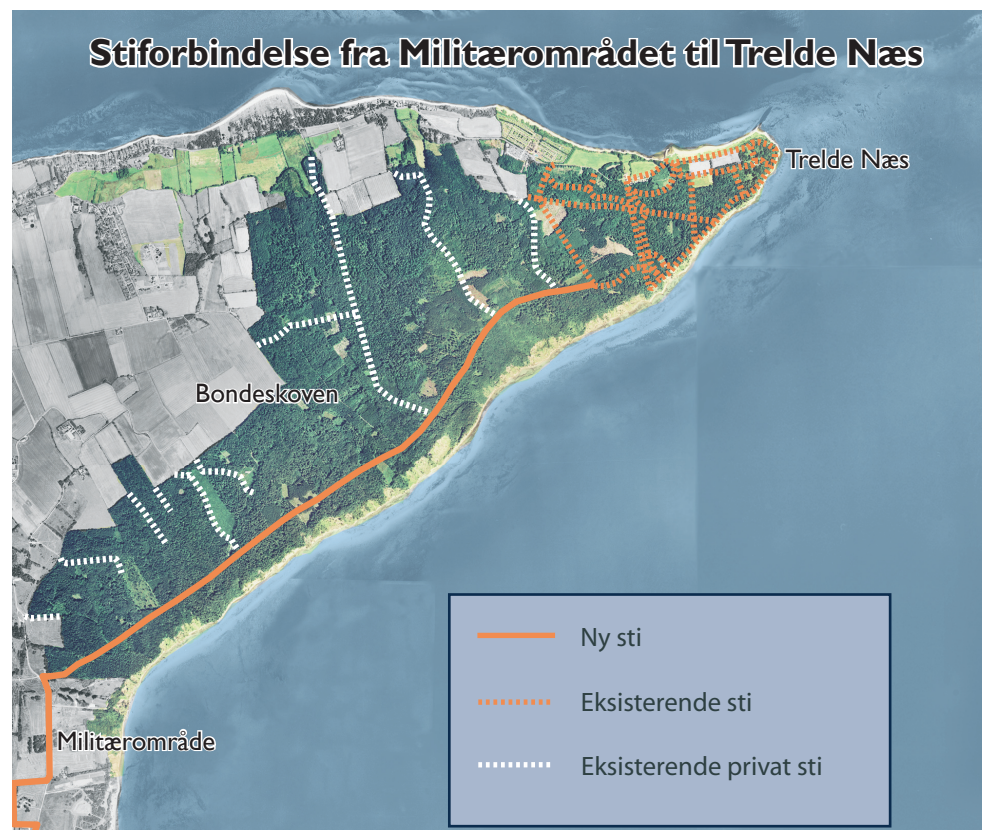 Stiforbindelse fra Militærområdet til Trelde Næs
Trelde Næs
Bondeskoven
Militærområde
Ny sti
Eksisterende sti
Eksisterende privat sti